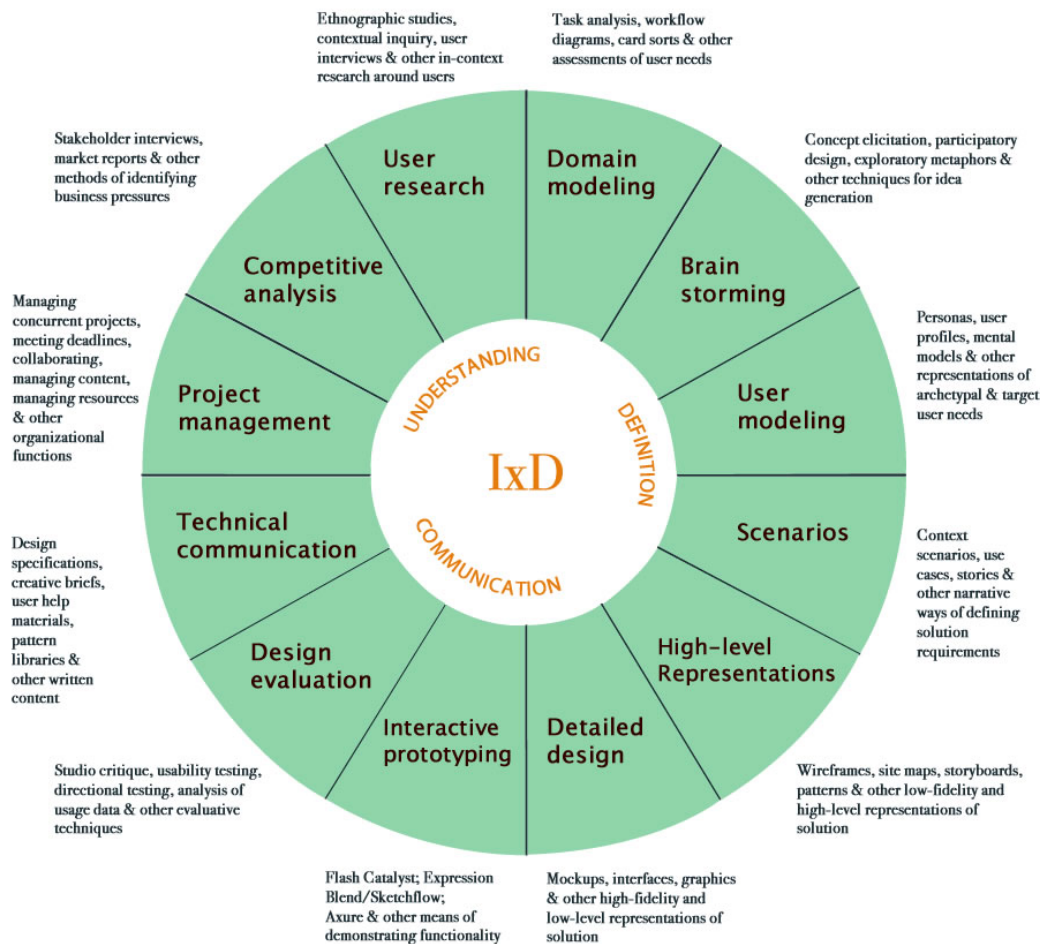 Ethnographic studies,
contextual inquiry, user
interviews & other in-context
research around users
Task analysis, workflow
diagrams, card sorts & other
assessments of user needs
Stakeholder interviews,
market reports & other
methods of identifying
business pressures
Concept elicitation, participatory
design, exploratory metaphors &
other techniques for idea
generation
User
research
Domain
modeling
Competitive
analysis
Brain
storming
Managing
concurrent projects,
meeting deadlines,
collaborating,
managing content,
managing resources
& other
organizational
functions
Project
management
User
modeling
Personas, user
profiles, mental
models & other
representations of
archetypal & target
user needs
UNDERSTANDING
DEFINITION
IxD
COMMUNICATION
Technical
communication
Scenarios
Design
specifications,
creative briefs,
user help
materials,
pattern
libraries &
other written
content
Context
scenarios, use
cases, stories &
other narrative
ways of defining
solution
requirements
Design
evaluation
High-level
Representations
Interactive
prototyping
Detailed
design
Studio critique, usability testing,
directional testing, analysis of
usage data & other evaluative
techniques
Wireframes, site maps, storyboards,
patterns & other low-fidelity and
high-level representations of
solution
Flash Catalyst; Expression
Blend/Sketchflow;
Axure & other means of
demonstrating functionality
Mockups, interfaces, graphics
& other high-fidelity and
low-level representations of
solution